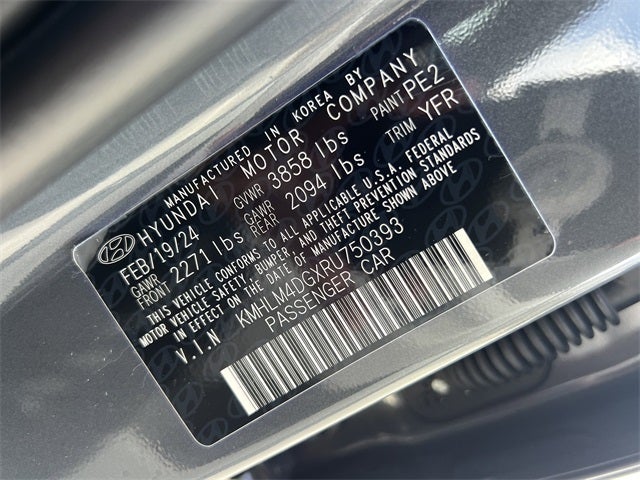 MANUFACTURED IN KOREA BY
HYUNDAI MOTOR COMPANY
FEB/19/24 GVWR 3858 lbs PAINT PE2
GAWR FRONT 2271 lbs GAWR REAR 2094 lbs TRIM YFR
THIS VEHICLE CONFORMS TO ALL APPLICABLE U.S.A FEDERAL
MOTOR VEHICLE SAFETY, BUMPER, AND THEFT PREVENTION STANDARDS
IN EFFECT ON THE DATE OF MANUFACTURE SHOWN ABOVE
V.I.N KMHLM4DGXRU750393
PASSENGER CAR